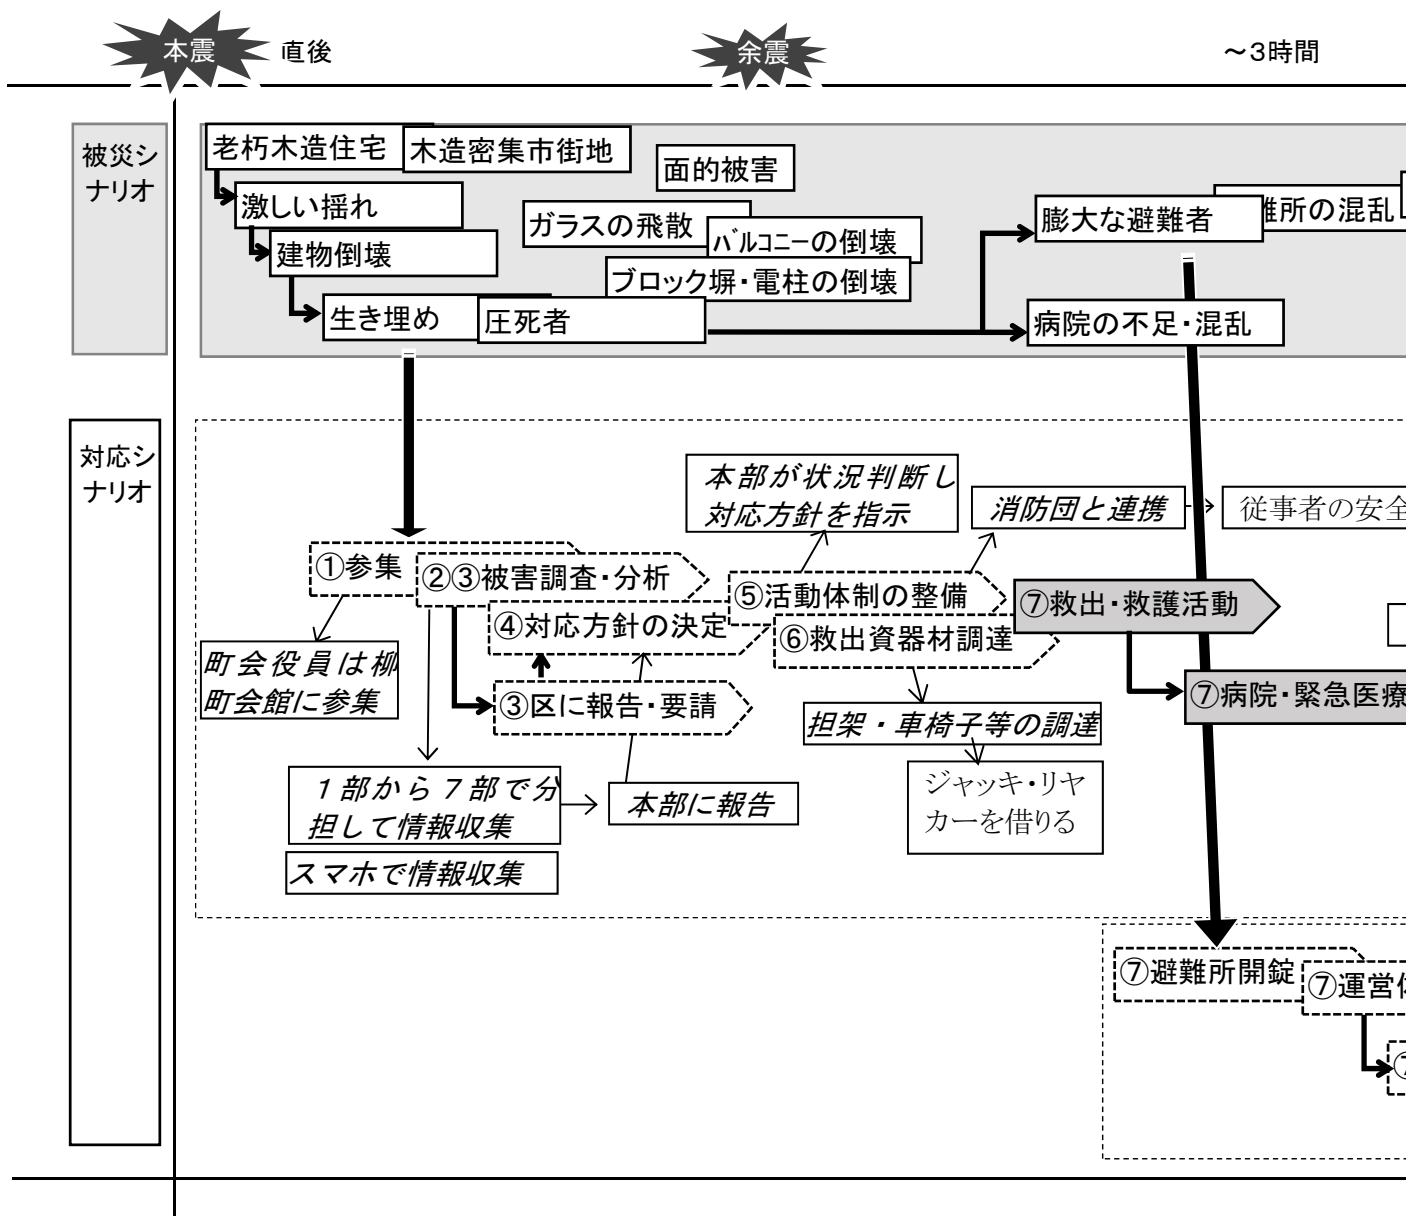 本震
直後
余震
～3時間
被災シ
ナリオ
老朽木造住宅
木造密集市街地
面的被害
激しい揺れ
ガラスの飛散
バルコニーの倒壊
建物倒壊
ブロック塀・電柱の倒壊
生き埋め
圧死者
膨大な避難者
難所の混乱
病院の不足・混乱
対応シ
ナリオ
本部が状況判断し
対応方針を指示
消防団と連携
従事者の安全
①参集
②③被害調査・分析
④対応方針の決定
③区に報告・要請
⑤活動体制の整備
⑥救出資器材調達
⑦救出・救護活動
⑦病院・緊急医療
町会役員は柳
町会館に参集
担架・車椅子等の調達
ジャッキ・リヤ
カーを借りる
1部から7部で分
担して情報収集
本部に報告
スマホで情報収集
⑦避難所開錠
⑦運営